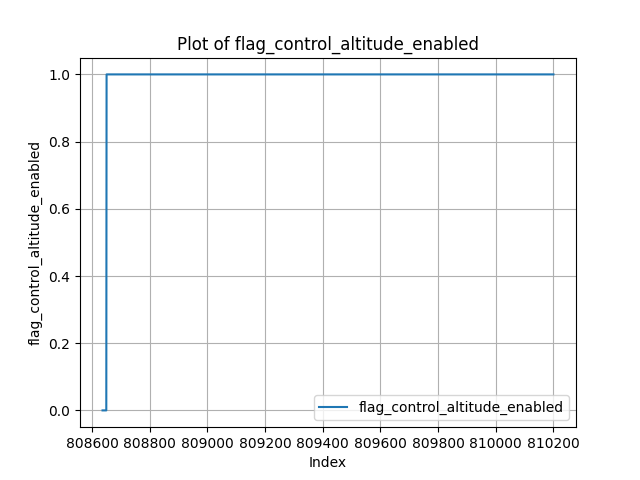 Plot of flag_control_altitude_enabled
flag_control_altitude_enabled
1.0
0.8
0.6
0.4
0.2
0.0
flag_control_altitude_enabled
808600 808800 809000 809200 809400 809600 809800 810000 810200
Index